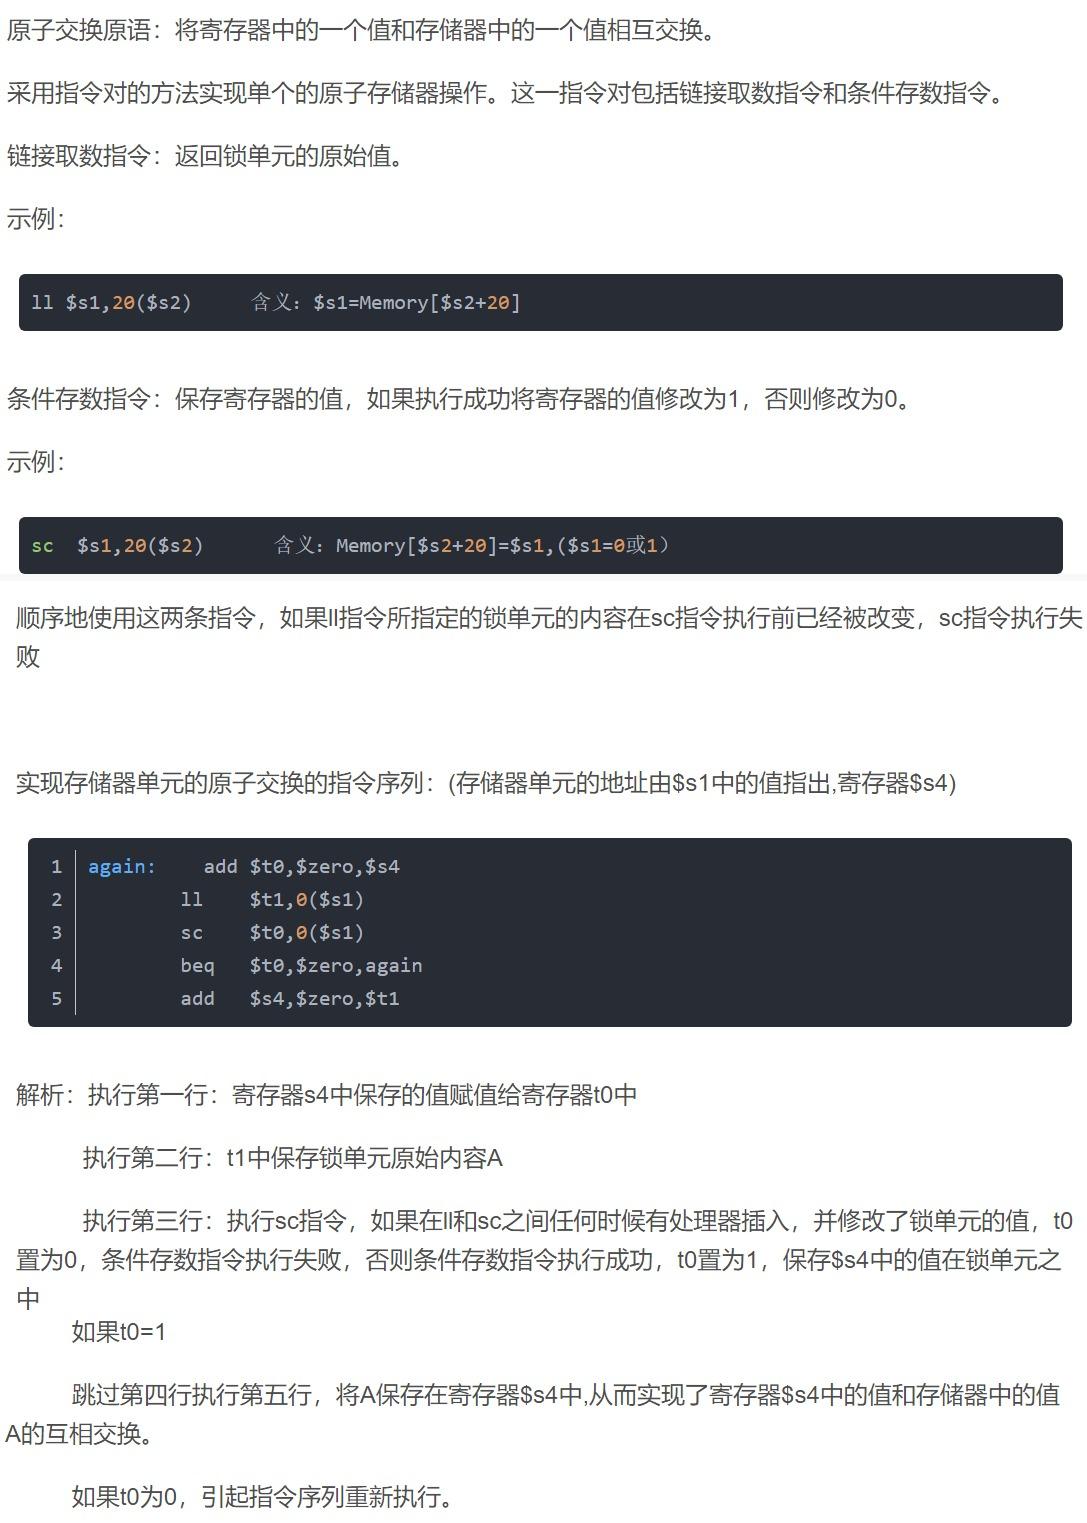 原子交换原语：将寄存器中的一个值和存储器中的一个值相互交换。
采用指令对的方法实现单个的原子存储器操作。这一指令对包括链接取数指令和条件存数指令。
链接取数指令：返回锁单元的原始值。
示例：
ll $s1,20($s2)     含义：$s1=Memory[$s2+20]
条件存数指令：保存寄存器的值，如果执行成功将寄存器的值修改为1，否则修改为0。
示例：
sc  $s1,20($s2)      含义：Memory[$s2+20]=$s1,($s1=0或1）
顺序地使用这两条指令，如果ll指令所指定的锁单元的内容在sc指令执行前已经被改变，sc指令执行失
败
实现存储器单元的原子交换的指令序列：(存储器单元的地址由$s1中的值指出,寄存器$s4)
1 again:    add $t0,$zero,$s4
2         ll    $t1,0($s1)
3         sc    $t0,0($s1)
4         beq   $t0,$zero,again
5         add   $s4,$zero,$t1
解析：执行第一行：寄存器s4中保存的值赋值给寄存器t0中
执行第二行：t1中保存锁单元原始内容A
执行第三行：执行sc指令，如果在ll和sc之间任何时候有处理器插入，并修改了锁单元的值，t0
置为0，条件存数指令执行失败，否则条件存数指令执行成功，t0置为1，保存$s4中的值在锁单元之
中
如果t0=1
跳过第四行执行第五行，将A保存在寄存器$s4中,从而实现了寄存器$s4中的值和存储器中的值
A的互相交换。
如果t0为0，引起指令序列重新执行。